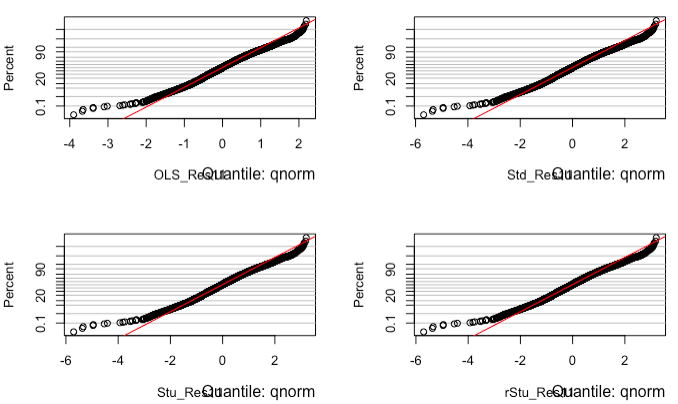 Percent
90
20
0.1
-4 -3 -2 -1 0 1 2
Quantile: qnorm
Percent
90
20
0.1
-6 -4 -2 0 2
Quantile: qnorm
Percent
90
20
0.1
-6 -4 -2 0 2
Quantile: qnorm
Percent
90
20
0.1
-6 -4 -2 0 2
Quantile: qnorm